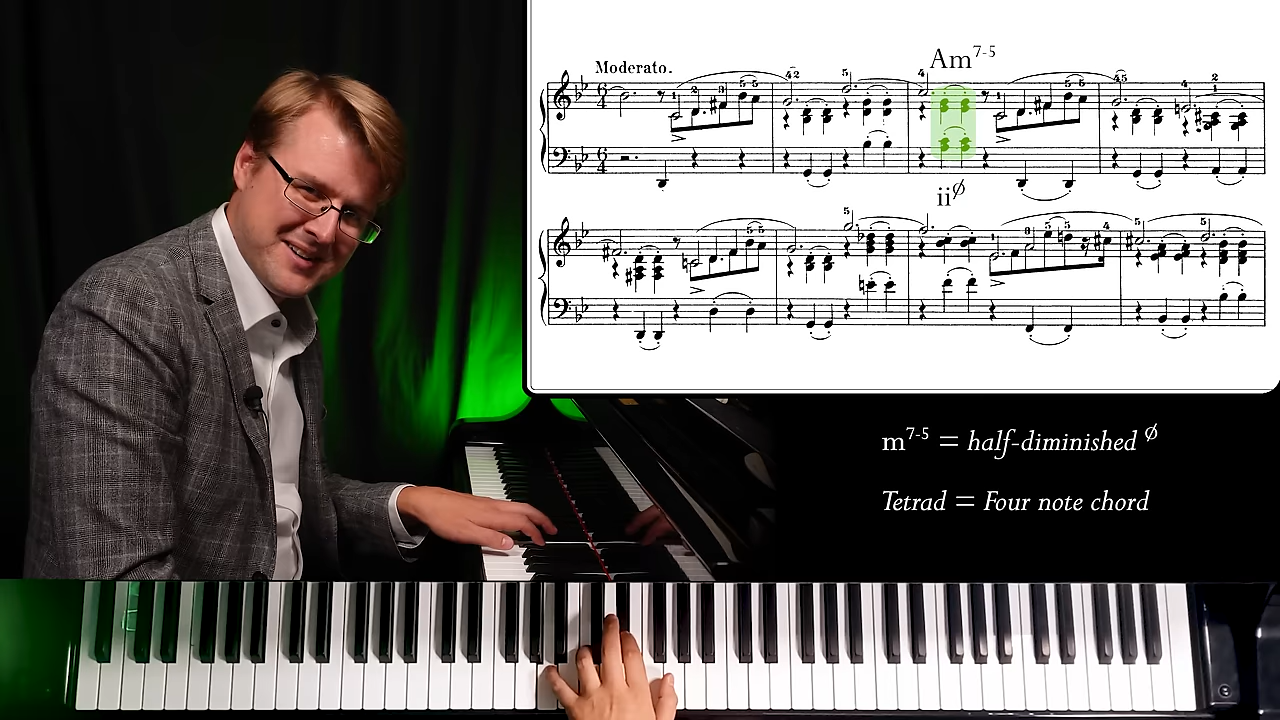 Am7-5
Moderato.
iiø
m7-5 = half-diminished ø
Tetrad = Four note chord